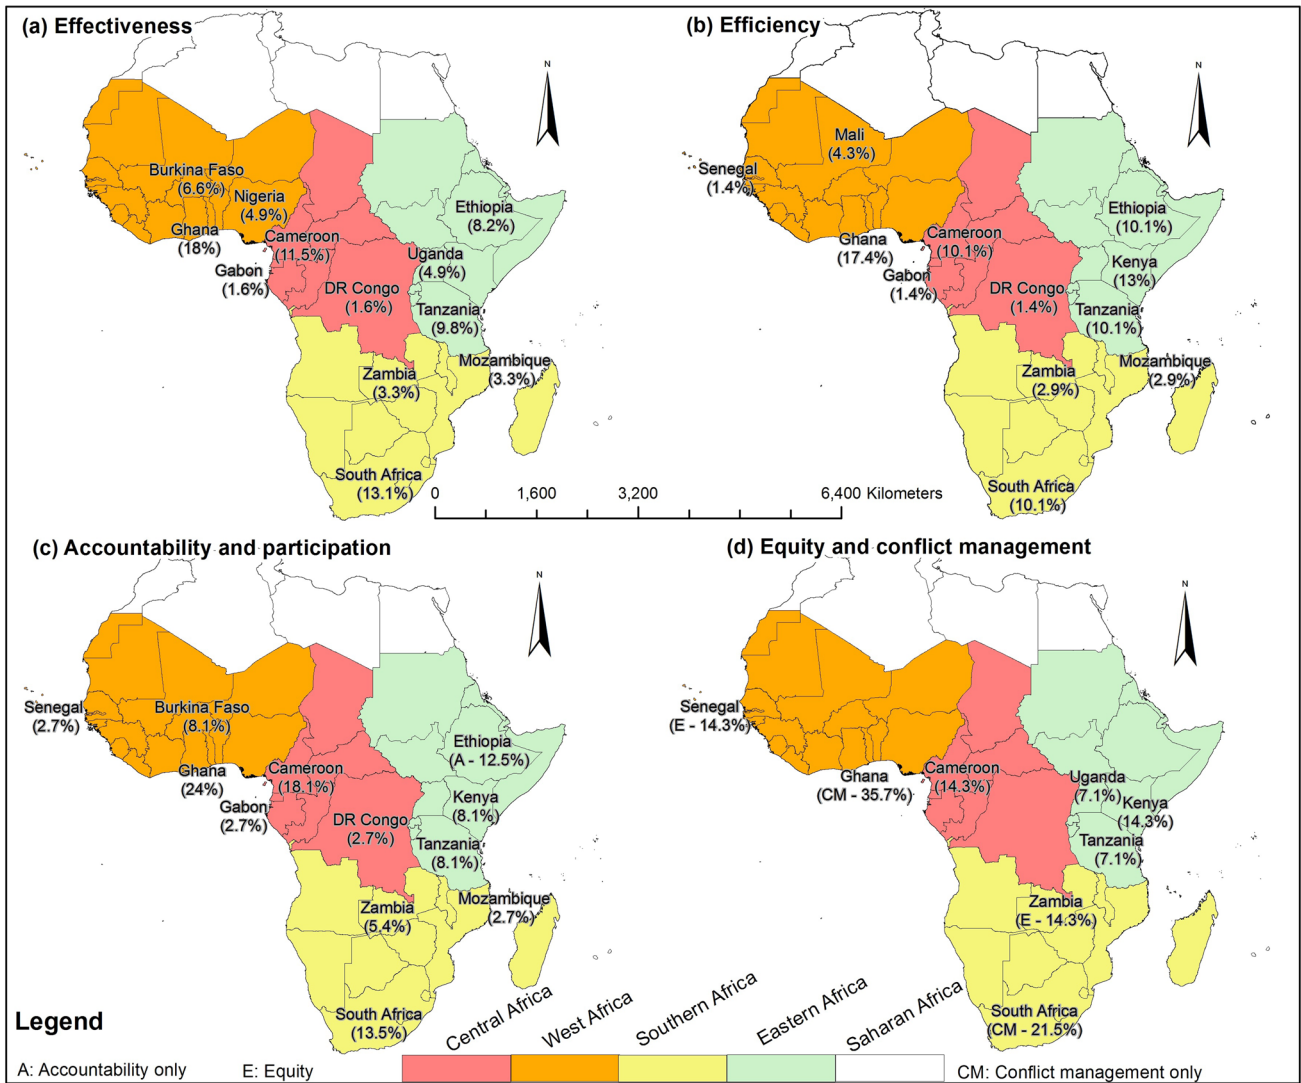 (a) Effectiveness
N
Burkina Faso
(6.6%)
Nigeria
(4.9%)
Ghana
(18%)
Ethiopia
(8.2%)
Cameroon
(11.5%)
Gabon
(1.6%)
Uganda
(4.9%)
DR Congo
(1.6%)
Tanzania
(9.8%)
Zambia
(3.3%)
Mozambique
(3.3%)
South Africa
(13.1%)
(b) Efficiency
N
Mali
(4.3%)
Senegal
(1.4%)
Ghana
(17.4%)
Ethiopia
(10.1%)
Cameroon
(10.1%)
Gabon
(1.4%)
Kenya
(13%)
DR Congo
(1.4%)
Tanzania
(10.1%)
Zambia
(2.9%)
Mozambique
(2.9%)
South Africa
(10.1%)
0 1,600 3,200 6,400 Kilometers
(c) Accountability and participation
N
Senegal
(2.7%)
Burkina Faso
(8.1%)
Ghana
(24%)
Ethiopia
(A - 12.5%)
Cameroon
(18.1%)
Gabon
(2.7%)
Kenya
(8.1%)
DR Congo
(2.7%)
Tanzania
(8.1%)
Zambia
(5.4%)
Mozambique
(2.7%)
South Africa
(13.5%)
(d) Equity and conflict management
N
Senegal
(E - 14.3%)
Ghana
(CM - 35.7%)
Cameroon
(14.3%)
Uganda
(7.1%)
Kenya
(14.3%)
Tanzania
(7.1%)
Zambia
(E - 14.3%)
South Africa
(CM - 21.5%)
Legend
Central Africa
West Africa
Southern Africa
Eastern Africa
Saharan Africa
A: Accountability only
E: Equity
CM: Conflict management only